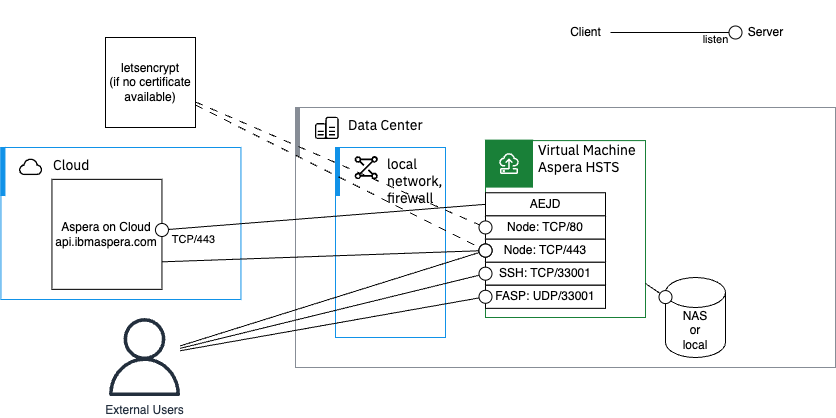 Client
listen
Server
letsencrypt
(if no certificate
available)
Data Center
Cloud
local
network,
firewall
Virtual Machine
Aspera HSTS
Aspera on Cloud
api.ibmaspera.com
TCP/443
AEJD
Node: TCP/80
Node: TCP/443
SSH: TCP/33001
FASP: UDP/33001
NAS
or
local
External Users